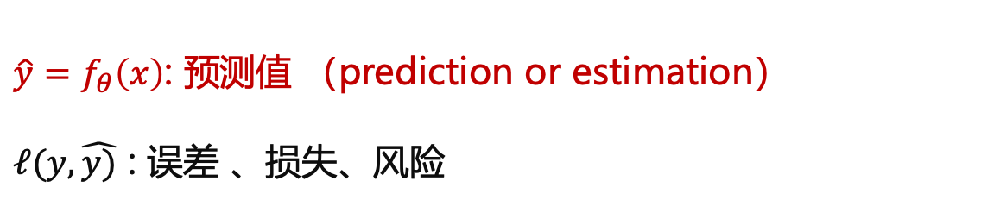 ŷ = f_θ(x): 预测值 （prediction or estimation）
ℓ(y, ŷ) : 误差 、损失、风险